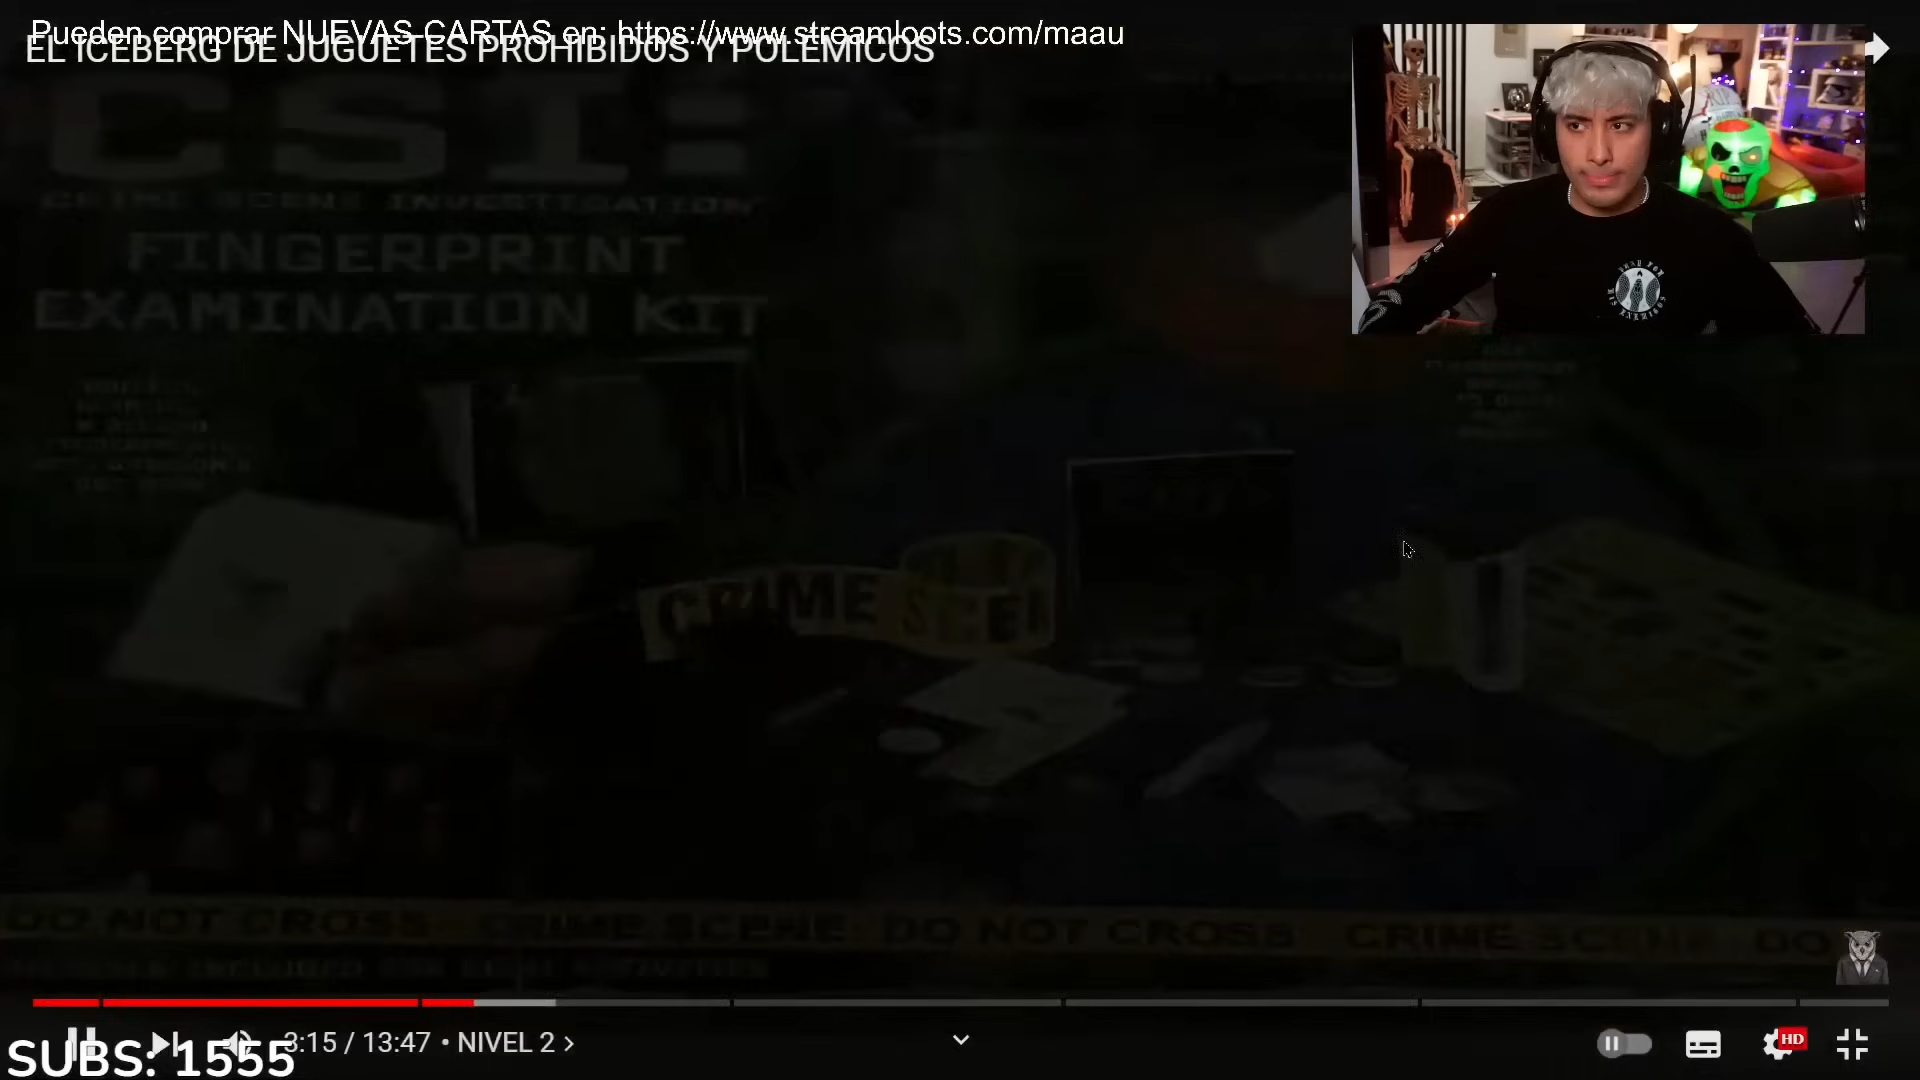 Pueden comprar NUEVAS CARTAS en: https://www.streamloots.com/maau
EL ICEBERG DE JUGUETES PROHIBIDOS Y POLÉMICOS
CSI:
CRIME SCENE INVESTIGATION
FINGERPRINT
EXAMINATION KIT
CRIME SCEN
DO NOT CROSS CRIME SCENE DO NOT CROSS CRIME SCENE DO
3:15 / 13:47 • NIVEL 2 >
HD
SUBS: 1555